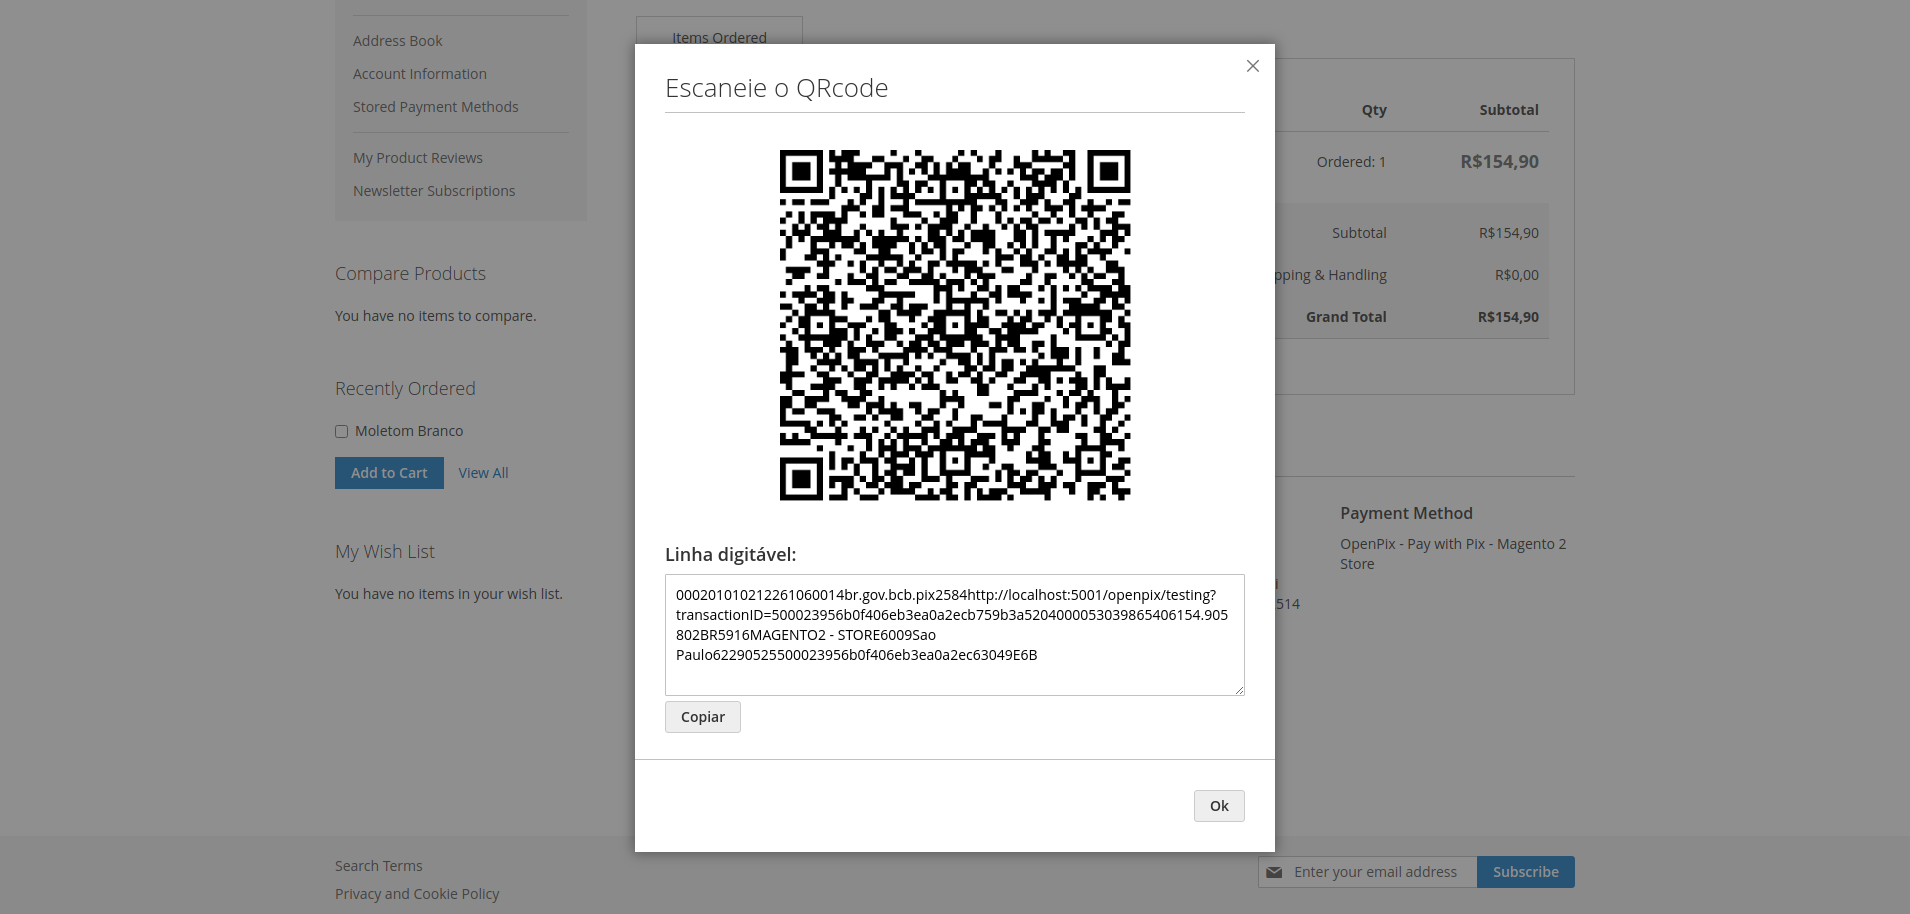 Address Book
Account Information
Stored Payment Methods
My Product Reviews
Newsletter Subscriptions
Compare Products
You have no items to compare.
Recently Ordered
Moletom Branco
Add to Cart View All
My Wish List
You have no items in your wish list.
Items Ordered
Escaneie o QRcode
Linha digitável:
00020101021226106 0014br.gov.bcb.pix2584http://localhost:5001/openpix/testing?
transactionID=500023956b0f406eb3ea0a2ecb759b3a5204000053039865406154.905
802BR5916MAGENTO2 - STORE6009Sao
Paulo62290525500023956b0f406eb3ea0a2ec63049E6B
Copiar
Ok
Qty Subtotal
Ordered: 1 R$154,90
Subtotal R$154,90
pping & Handling R$0,00
Grand Total R$154,90
Payment Method
OpenPix - Pay with Pix - Magento 2
Store
514
Search Terms
Privacy and Cookie Policy
Enter your email address Subscribe